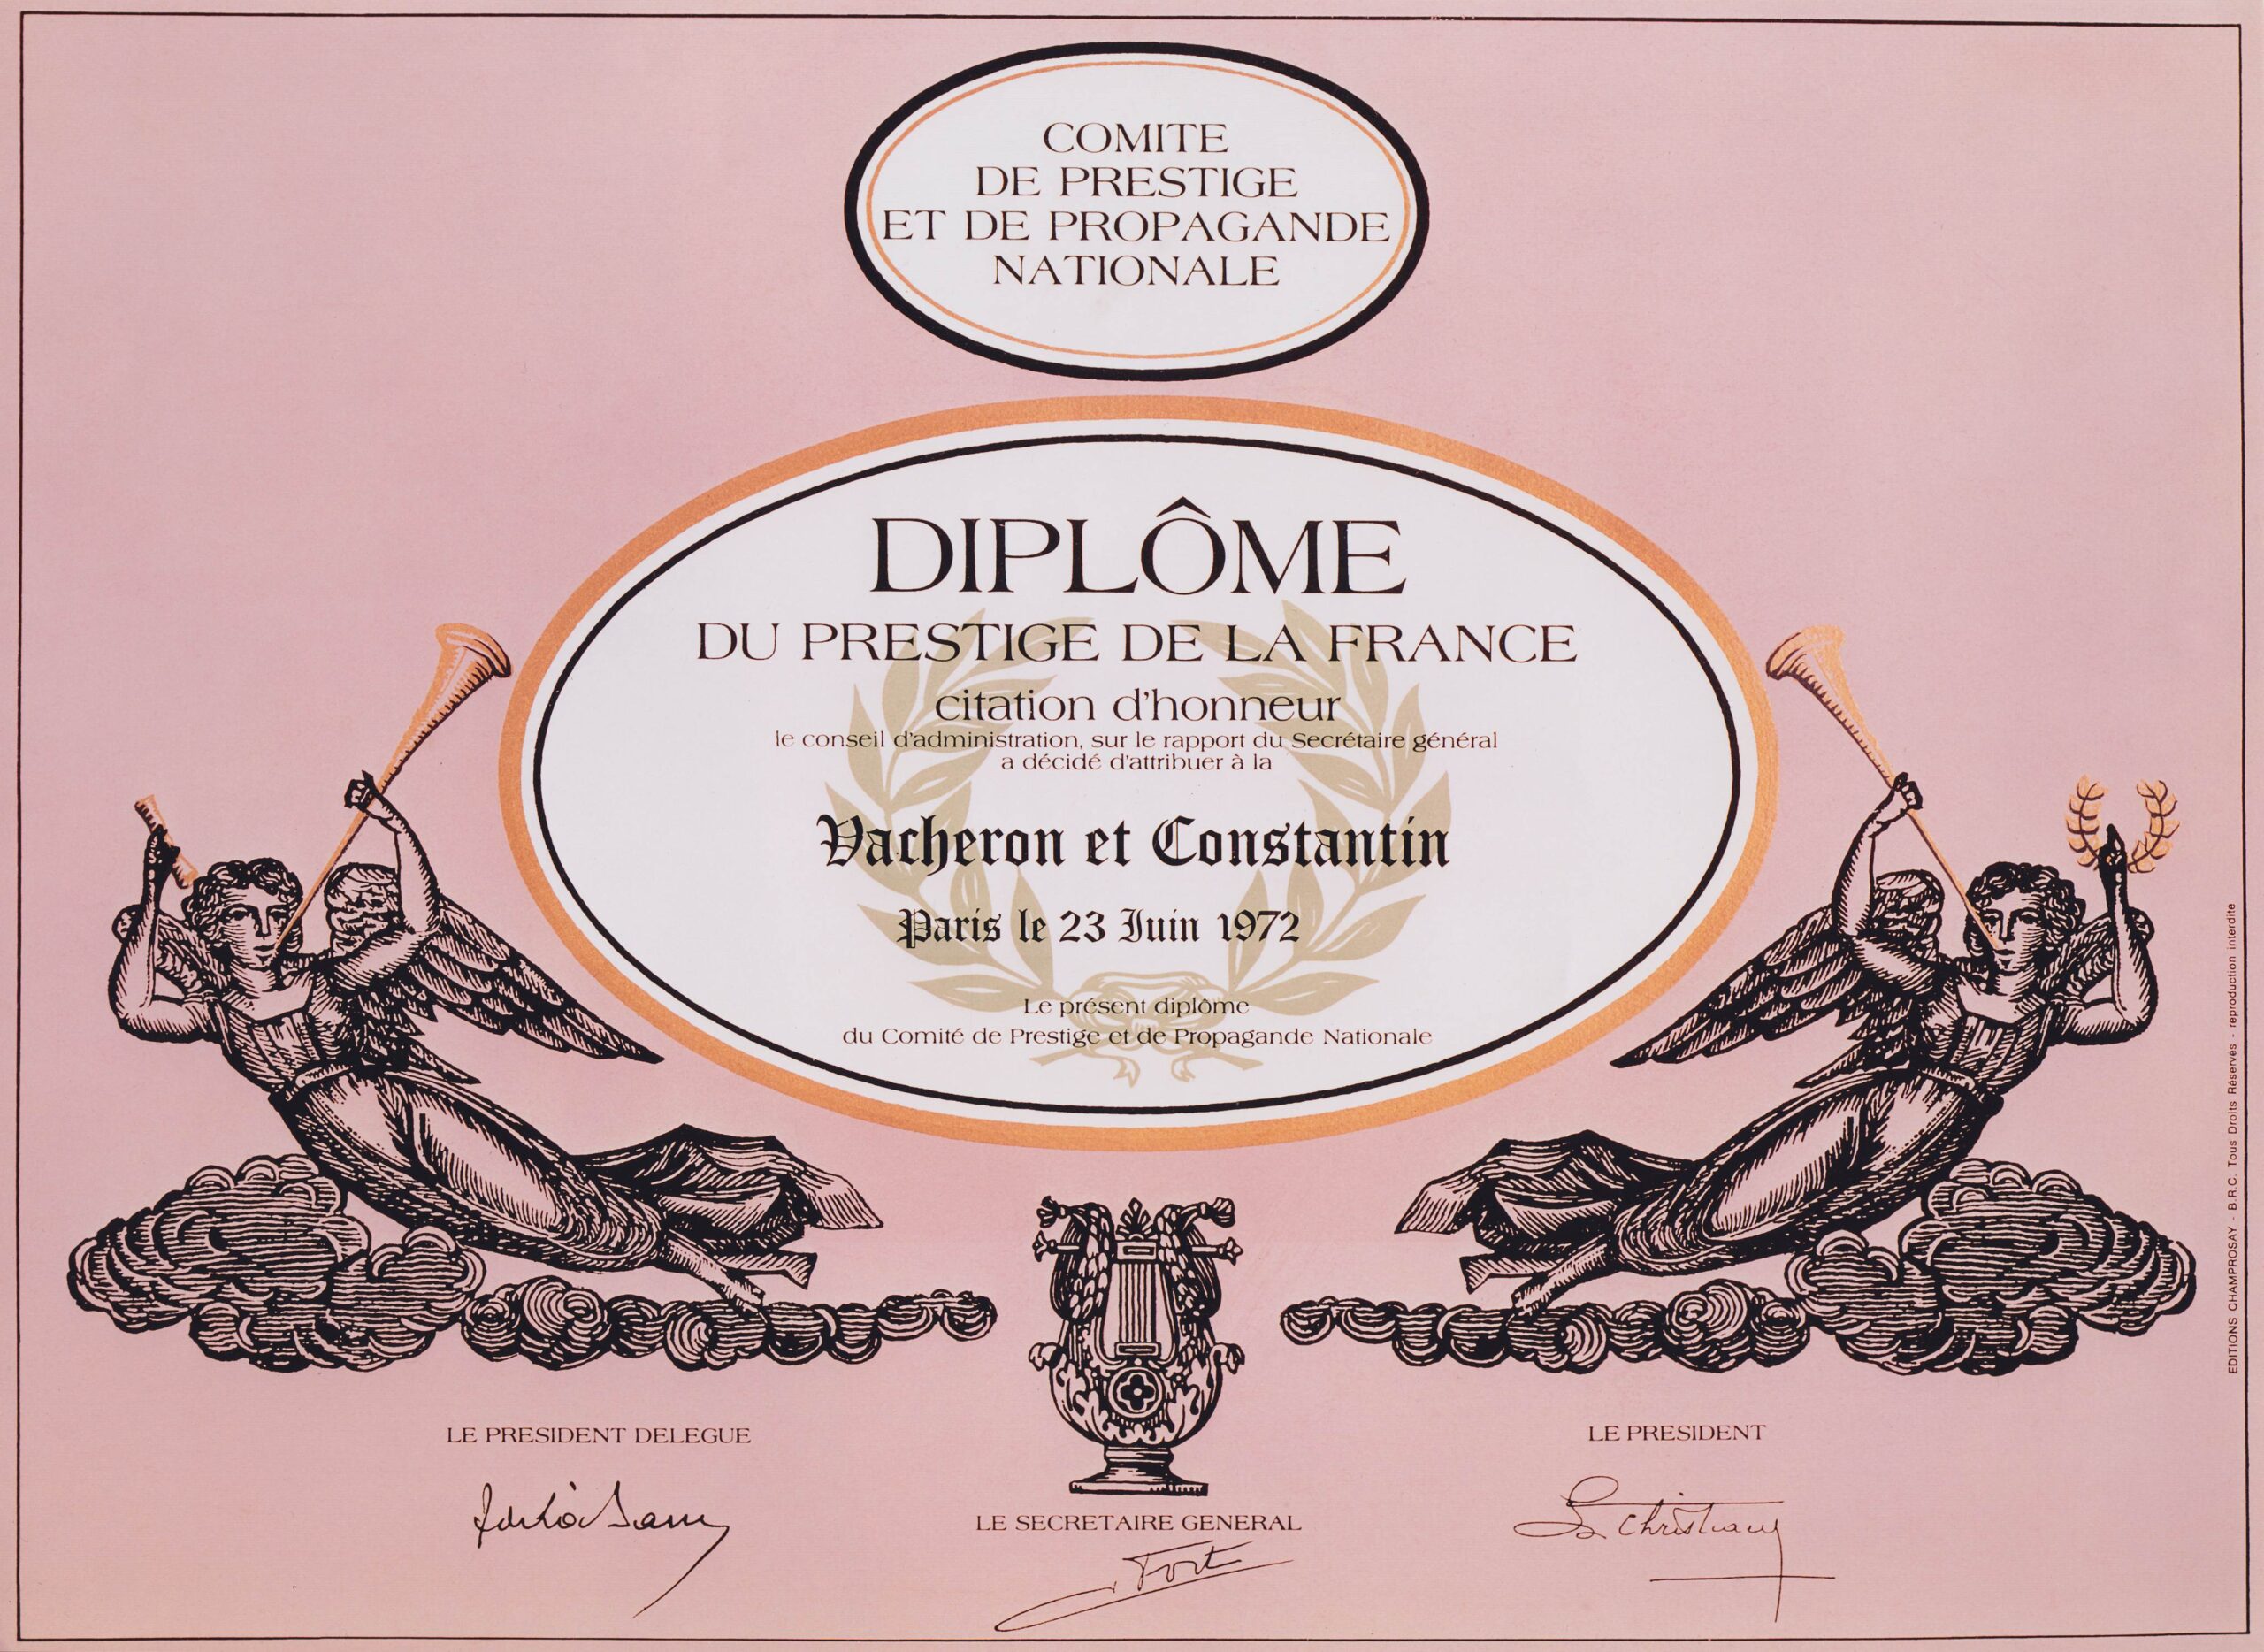 COMITE
DE PRESTIGE
ET DE PROPAGANDE
NATIONALE
DIPLÔME
DU PRESTIGE DE LA FRANCE
citation d'honneur
le conseil d'administration, sur le rapport du Secrétaire général
a décidé d'attribuer à la
Vacheron et Constantin
Paris le 23 Juin 1972
Le présent diplôme
du Comité de Prestige et de Propagande Nationale
LE PRESIDENT DELEGUE
LE SECRETAIRE GENERAL
Fort
LE PRESIDENT
EDITIONS CHAMPROSAY - B.R.C. Tous Droits Réservés - reproduction interdite